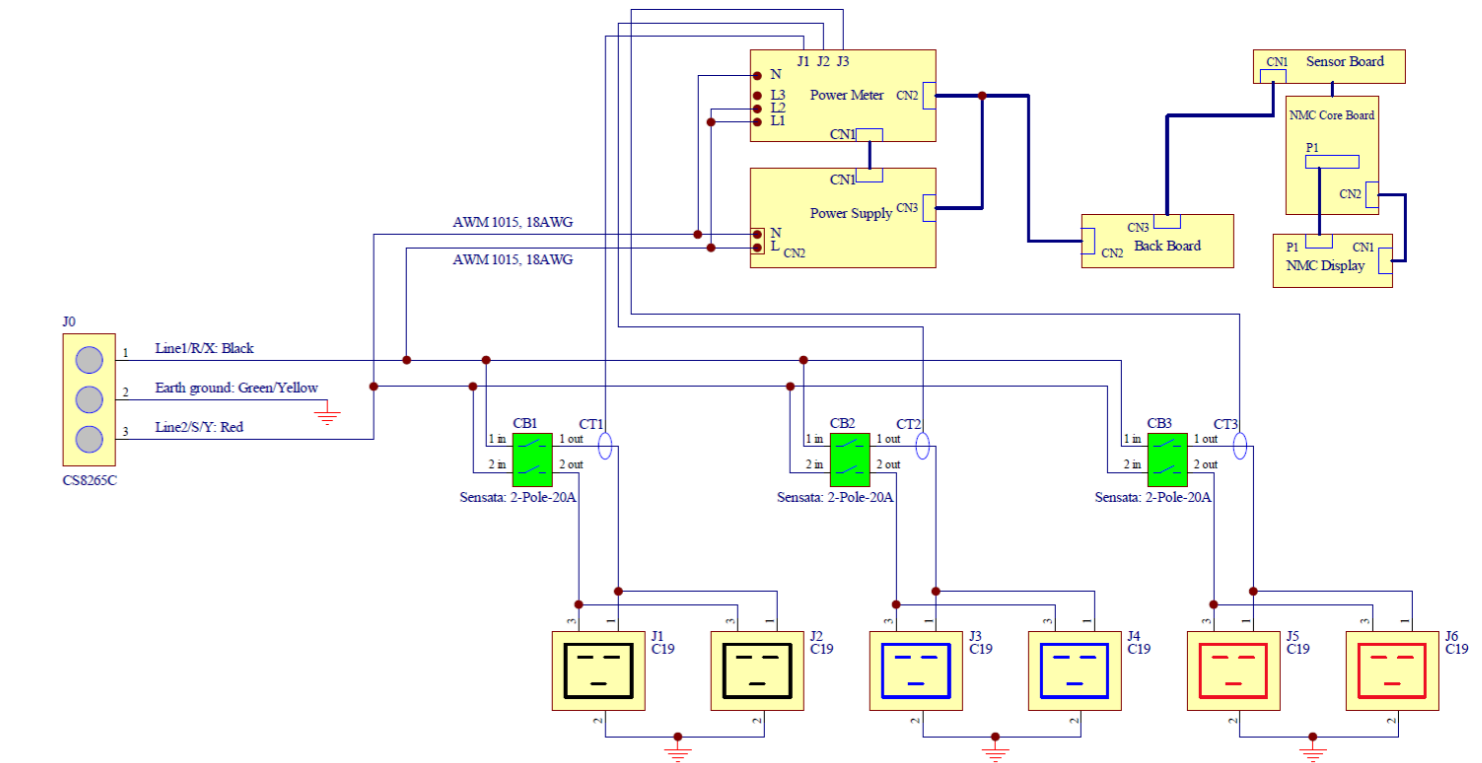 J1 J2 J3
N
L3
L2
L1
Power Meter
CN2
CN1
CN1
Power Supply
CN3
N
L
CN2
AWM 1015, 18AWG
AWM 1015, 18AWG
CN1
Sensor Board
NMC Core Board
P1
CN2
CN3
CN2
Back Board
P1
CN1
NMC Display
J0
1
Line1/R/X: Black
2
Earth ground: Green/Yellow
3
Line2/S/Y: Red
CS8265C
CB1
CT1
1 in
1 out
2 in
2 out
Sensata: 2-Pole-20A
CB2
CT2
1 in
1 out
2 in
2 out
Sensata: 2-Pole-20A
CB3
CT3
1 in
1 out
2 in
2 out
Sensata: 2-Pole-20A
3
1
J1
C19
2
3
1
J2
C19
2
3
1
J3
C19
2
3
1
J4
C19
2
3
1
J5
C19
2
3
1
J6
C19
2